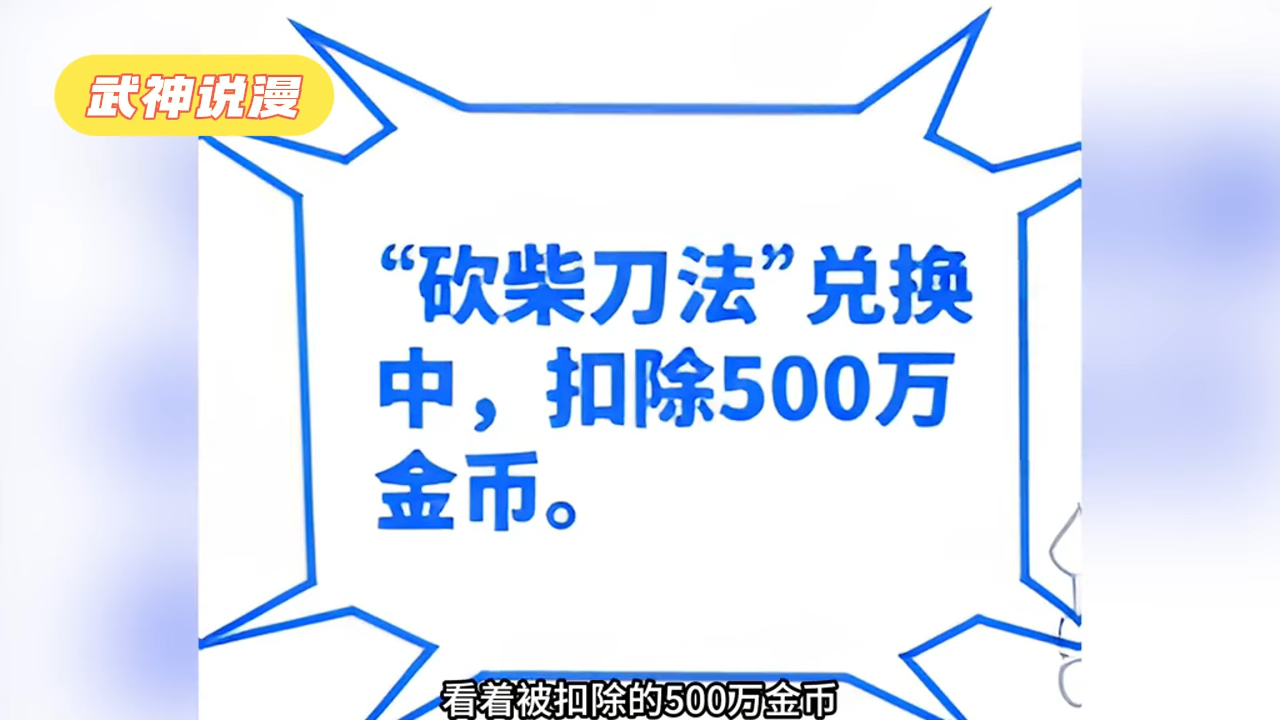 武神说漫
“砍柴刀法”兑换
中，扣除500万
金币。
看着被扣除的500万金币